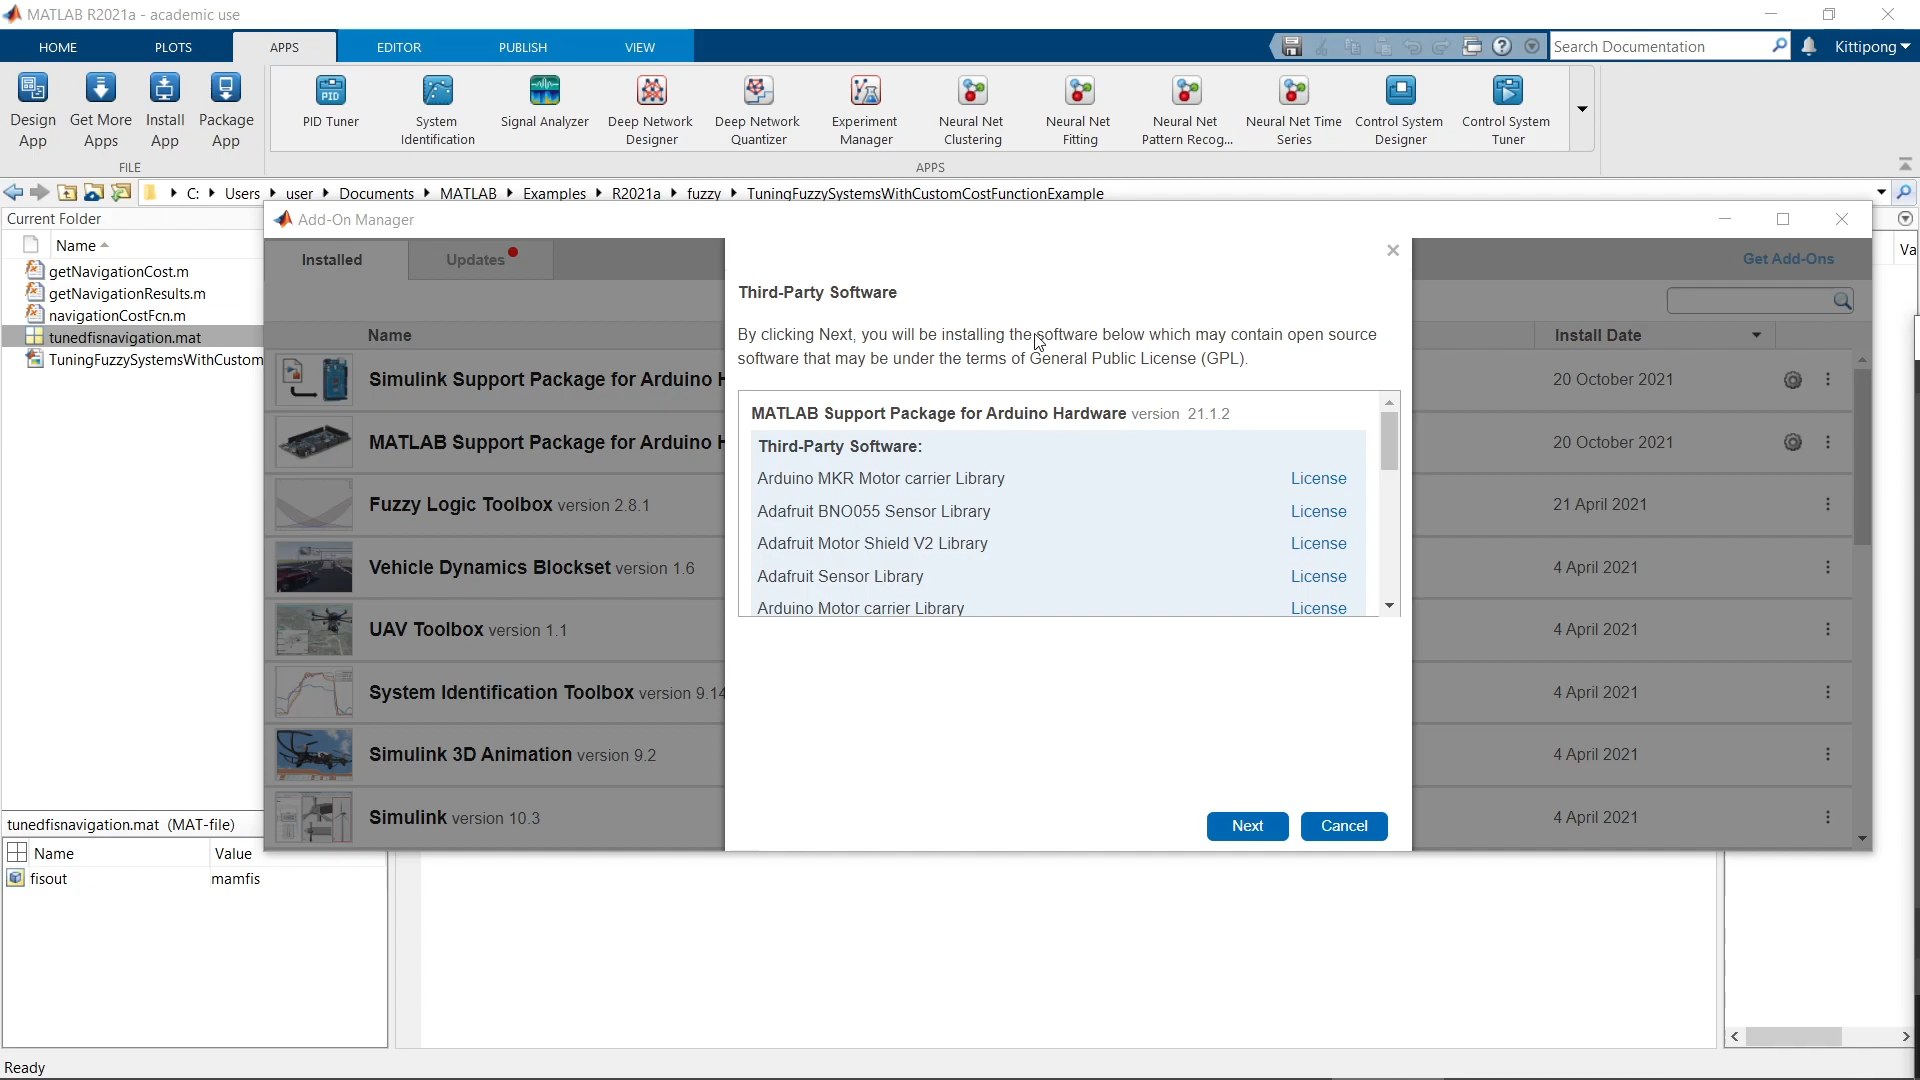 MATLAB R2021a - academic use
HOME
PLOTS
APPS
EDITOR
PUBLISH
VIEW
Search Documentation
Kittipong
Design App
Get More Apps
Install App
Package App
PID
PID Tuner
System Identification
Signal Analyzer
Deep Network Designer
Deep Network Quantizer
Experiment Manager
Neural Net Clustering
Neural Net Fitting
Neural Net Pattern Recog...
Neural Net Time Series
Control System Designer
Control System Tuner
FILE
APPS
C: Users user Documents MATLAB Examples R2021a fuzzy TuningFuzzySystemsWithCustomCostFunctionExample
Current Folder
Name
getNavigationCost.m
getNavigationResults.m
navigationCostFcn.m
tunedfisnavigation.mat
TuningFuzzySystemsWithCustom
Add-On Manager
Installed
Updates
Get Add-Ons
Va
Name
Install Date
Simulink Support Package for Arduino H
20 October 2021
MATLAB Support Package for Arduino H
20 October 2021
Fuzzy Logic Toolbox version 2.8.1
21 April 2021
Vehicle Dynamics Blockset version 1.6
4 April 2021
UAV Toolbox version 1.1
4 April 2021
System Identification Toolbox version 9.14
4 April 2021
Simulink 3D Animation version 9.2
4 April 2021
Simulink version 10.3
4 April 2021
Third-Party Software
By clicking Next, you will be installing the software below which may contain open source
software that may be under the terms of General Public License (GPL).
MATLAB Support Package for Arduino Hardware version 21.1.2
Third-Party Software:
Arduino MKR Motor carrier Library License
Adafruit BNO055 Sensor Library License
Adafruit Motor Shield V2 Library License
Adafruit Sensor Library License
Arduino Motor carrier Library License
Next
Cancel
tunedfisnavigation.mat (MAT-file)
Name Value
fisout mamfis
Ready